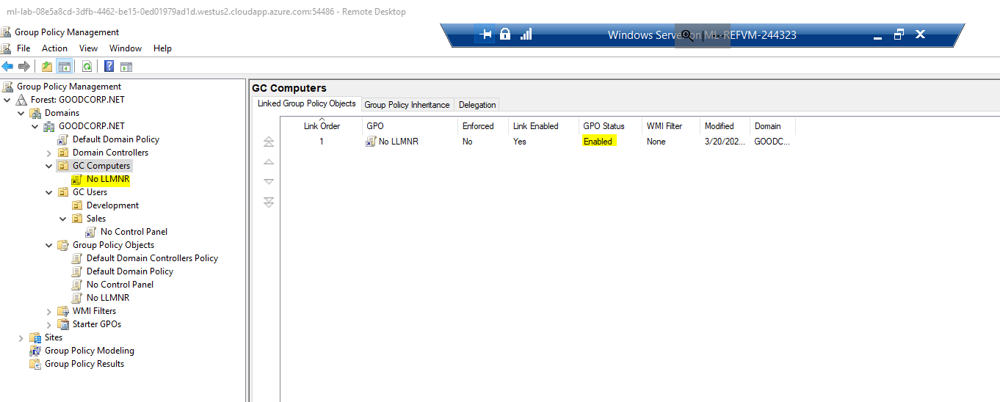 ml-lab-08e5a8cd-3dfb-4462-be15-0ed01979ad1d.westus2.cloudapp.azure.com:54486 - Remote Desktop
Group Policy Management
Windows Server on ML-REFVM-244323
File Action View Window Help
Group Policy Management
Forest: GOODCORP.NET
Domains
GOODCORP.NET
Default Domain Policy
Domain Controllers
GC Computers
No LLMNR
GC Users
Development
Sales
No Control Panel
Group Policy Objects
Default Domain Controllers Policy
Default Domain Policy
No Control Panel
No LLMNR
WMI Filters
Starter GPOs
Sites
Group Policy Modeling
Group Policy Results
GC Computers
Linked Group Policy Objects Group Policy Inheritance Delegation
Link Order GPO Enforced Link Enabled GPO Status WMI Filter Modified Domain
1 No LLMNR No Yes Enabled None 3/20/202... GOODC...